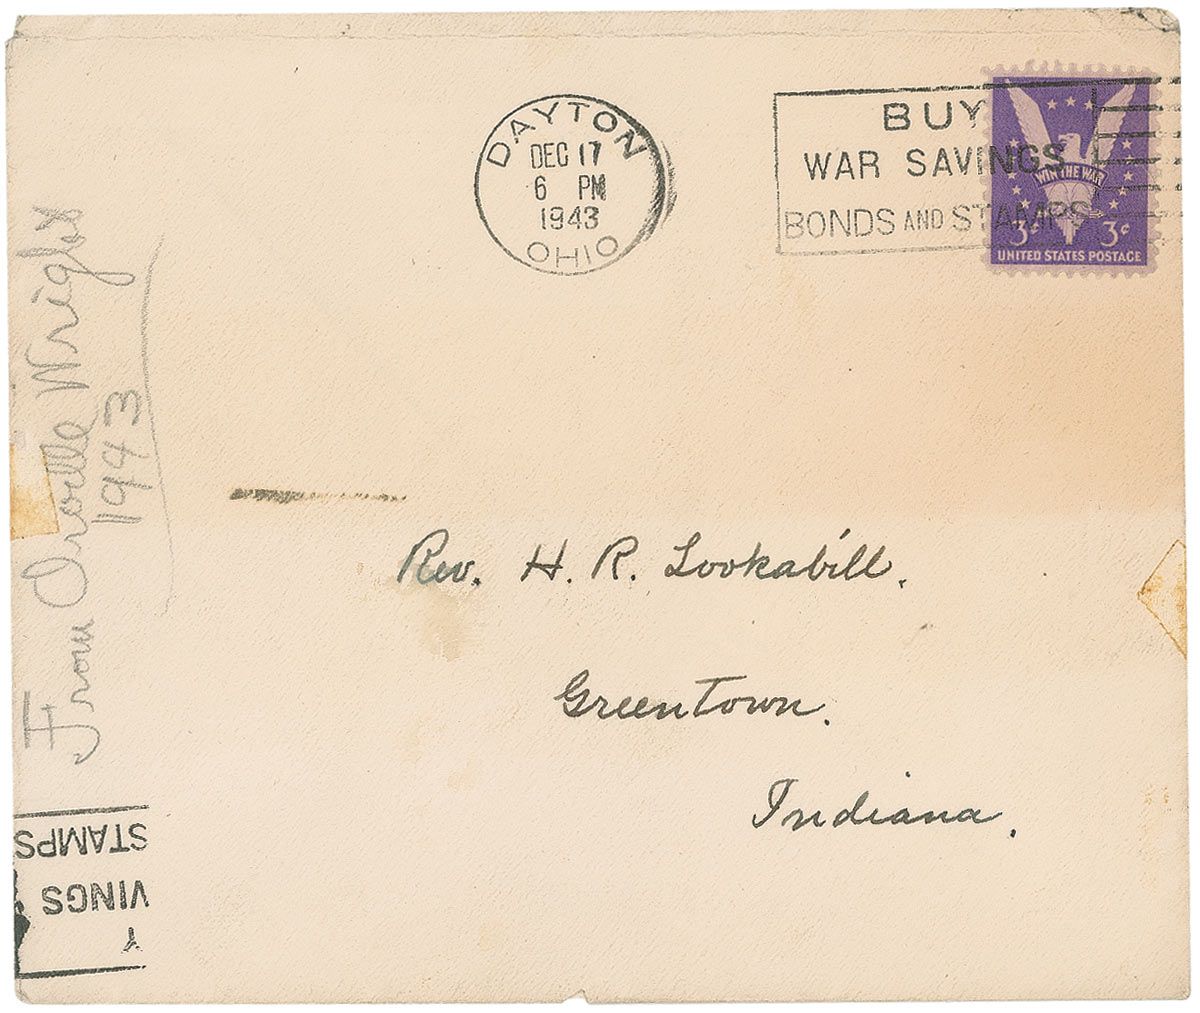 DAYTON
DEC 17
6 PM
1943
OHIO
BUY
WAR SAVINGS
BONDS AND STAMPS
WIN THE WAR
3¢ 3¢
UNITED STATES POSTAGE
From Orville Wright
1943
Rev. H. R. Lookabill.
Greentown.
Indiana.
Y
VINGS
STAMPS